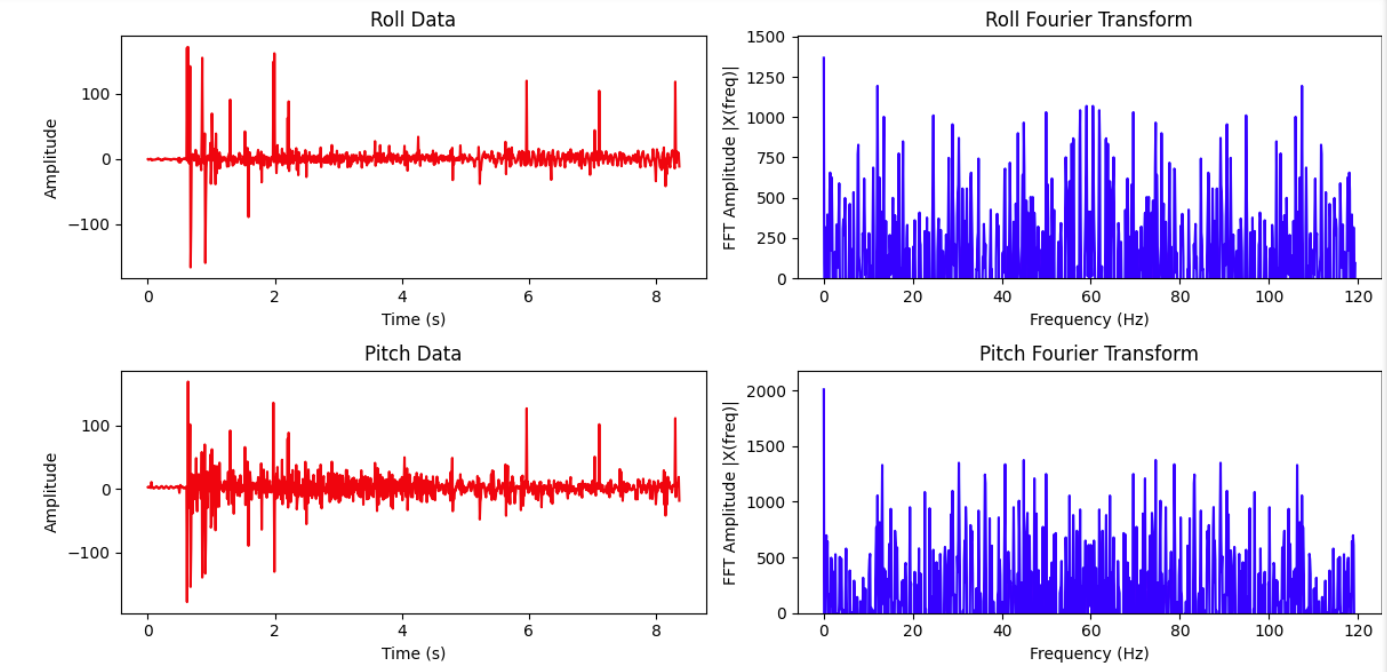 Roll Data
Amplitude
100
0
−100
0 2 4 6 8
Time (s)
Roll Fourier Transform
FFT Amplitude |X(freq)|
1500
1250
1000
750
500
250
0
0 20 40 60 80 100 120
Frequency (Hz)
Pitch Data
Amplitude
100
0
−100
0 2 4 6 8
Time (s)
Pitch Fourier Transform
FFT Amplitude |X(freq)|
2000
1500
1000
500
0
0 20 40 60 80 100 120
Frequency (Hz)